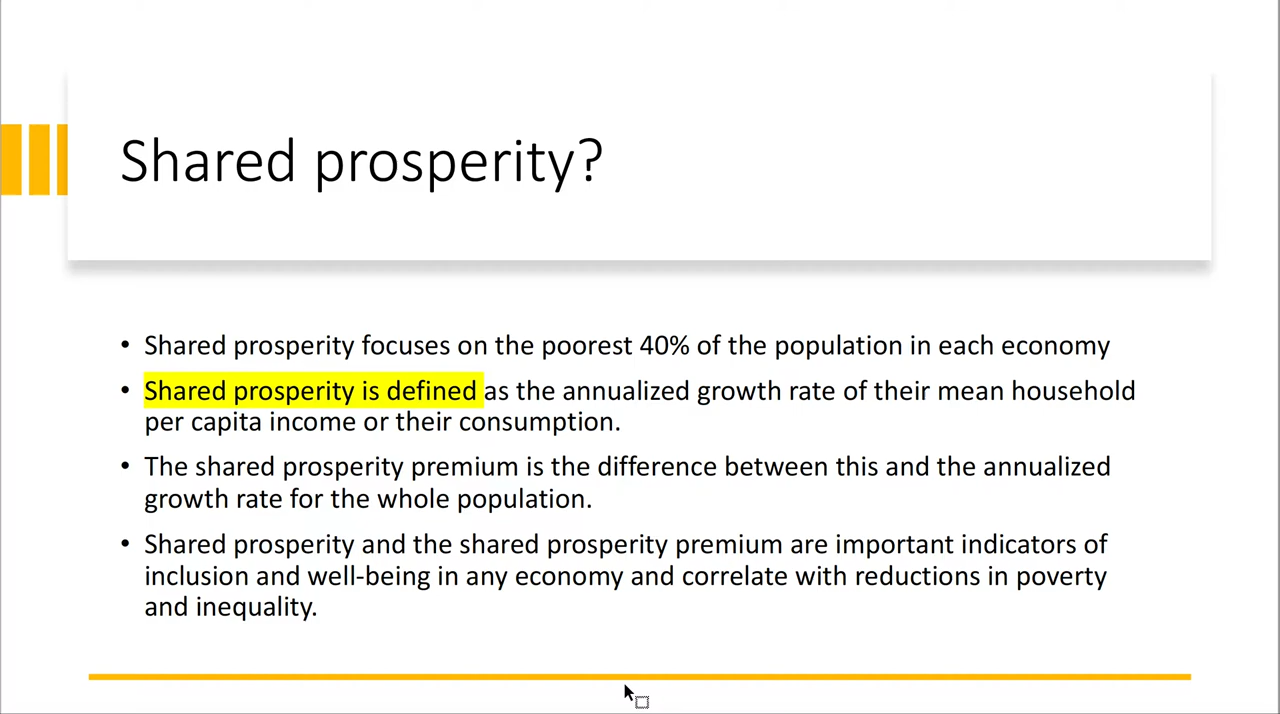 Shared prosperity?
• Shared prosperity focuses on the poorest 40% of the population in each economy
• Shared prosperity is defined as the annualized growth rate of their mean household
per capita income or their consumption.
• The shared prosperity premium is the difference between this and the annualized
growth rate for the whole population.
• Shared prosperity and the shared prosperity premium are important indicators of
inclusion and well-being in any economy and correlate with reductions in poverty
and inequality.